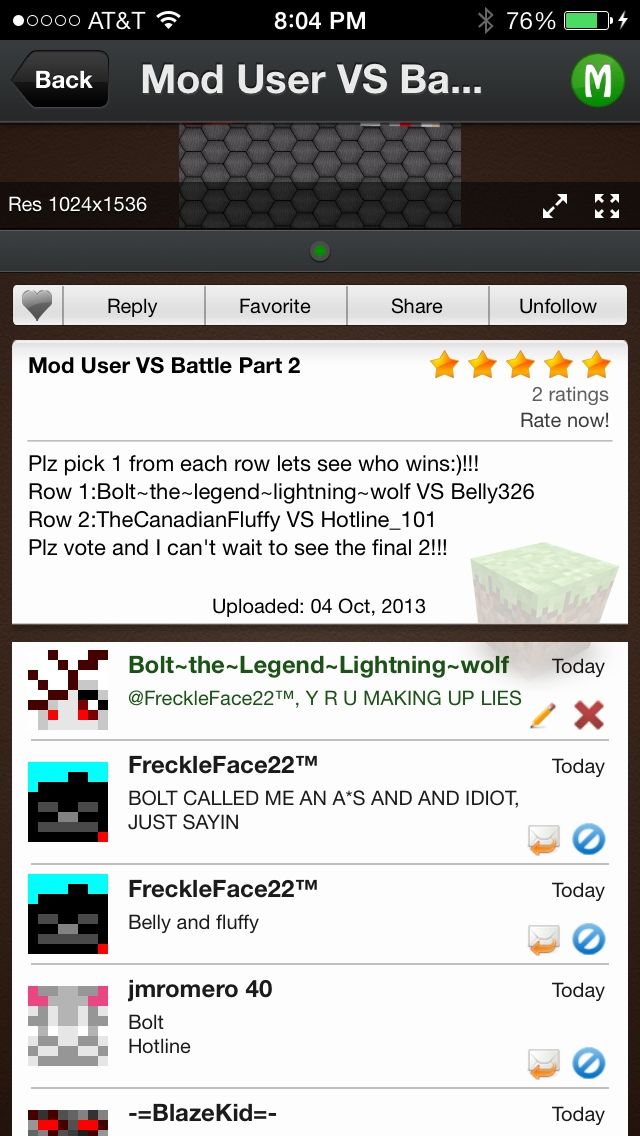 AT&T 8:04 PM 76%
Back Mod User VS Ba... M
Res 1024x1536
Reply Favorite Share Unfollow
Mod User VS Battle Part 2
2 ratings
Rate now!
Plz pick 1 from each row lets see who wins:)!!!
Row 1:Bolt~the~legend~lightning~wolf VS Belly326
Row 2:TheCanadianFluffy VS Hotline_101
Plz vote and I can't wait to see the final 2!!!
Uploaded: 04 Oct, 2013
Bolt~the~Legend~Lightning~wolf Today
@FreckleFace22™, Y R U MAKING UP LIES
FreckleFace22™ Today
BOLT CALLED ME AN A*S AND AND IDIOT,
JUST SAYIN
FreckleFace22™ Today
Belly and fluffy
jmromero 40 Today
Bolt
Hotline
-=BlazeKid=- Today